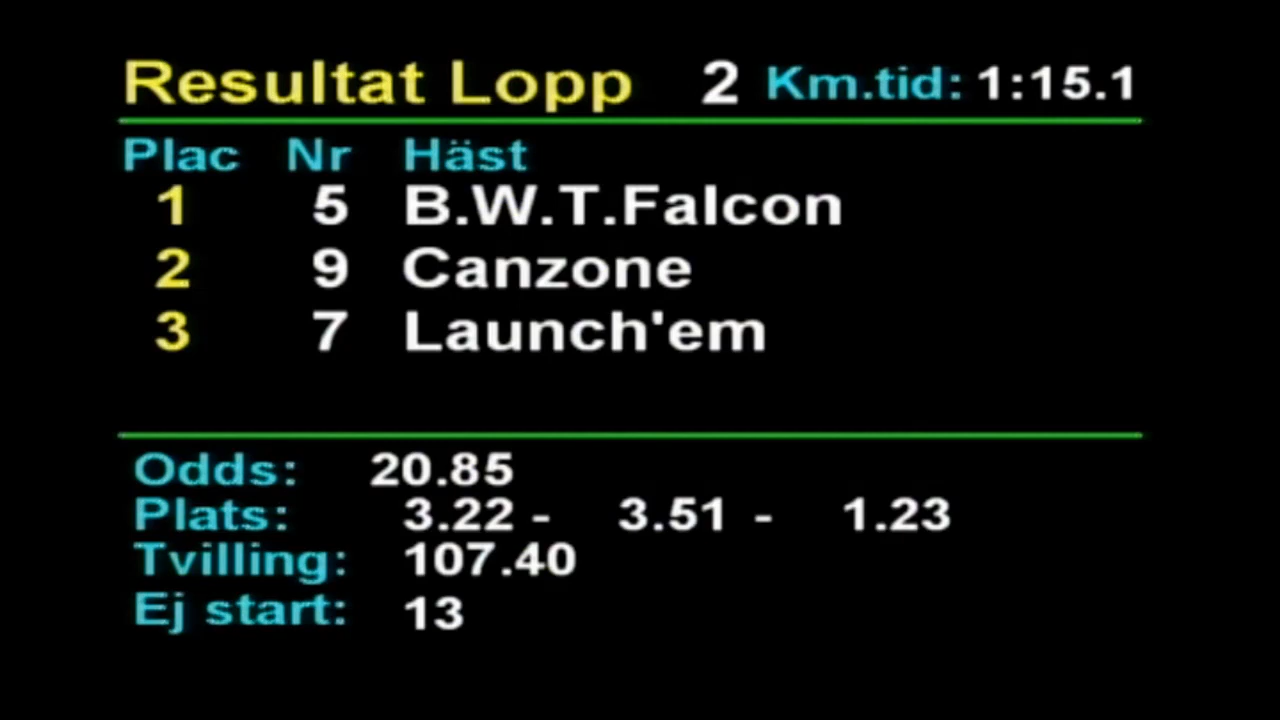 Resultat Lopp 2 Km.tid: 1:15.1
Plac Nr Häst
1 5 B.W.T.Falcon
2 9 Canzone
3 7 Launch'em
Odds: 20.85
Plats: 3.22 - 3.51 - 1.23
Tvilling: 107.40
Ej start: 13